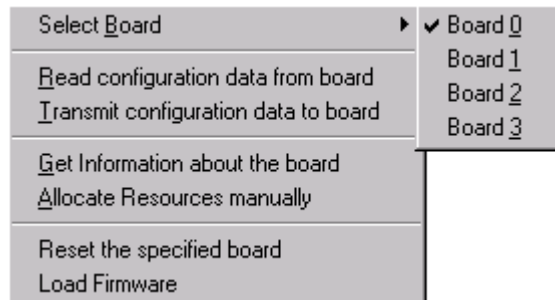 Select Board
Board 0
Board 1
Board 2
Board 3
Read configuration data from board
Transmit configuration data to board
Get Information about the board
Allocate Resources manually
Reset the specified board
Load Firmware